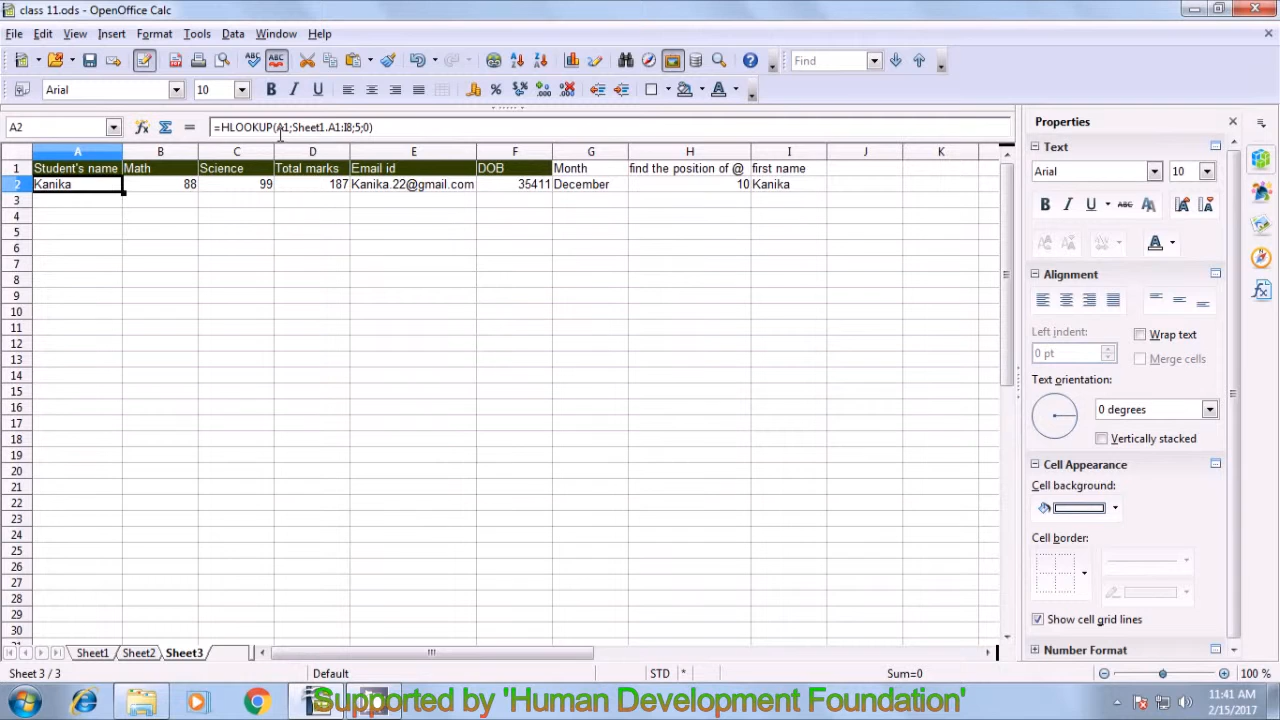 class 11.ods - OpenOffice Calc
File Edit View Insert Format Tools Data Window Help
Find
Arial 10
A2 =HLOOKUP(A1;Sheet1.A1:I8;5;0)
A B C D E F G H I J K
1 Student's name Math Science Total marks Email id DOB Month find the position of @ first name
2 Kanika 88 99 187 Kanika.22@gmail.com 35411 December 10 Kanika
3
4
5
6
7
8
9
10
11
12
13
14
15
16
17
18
19
20
21
22
23
24
25
26
27
28
29
30
Properties
Text
Arial 10
Alignment
Left indent:
0 pt
Wrap text
Merge cells
Text orientation:
0 degrees
Vertically stacked
Cell Appearance
Cell background:
Cell border:
Show cell grid lines
Number Format
Sheet1 Sheet2 Sheet3
Sheet 3 / 3 Default STD * Sum=0 100 %
Supported by 'Human Development Foundation'
11:41 AM
2/15/2017